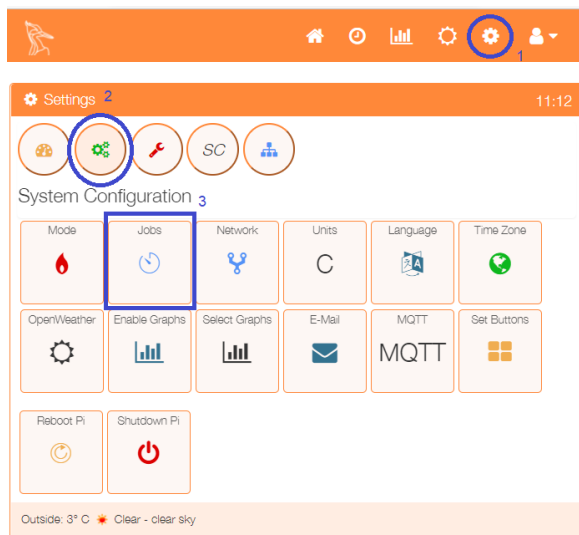 1
Settings 2 11:12
SC
System Configuration 3
Mode Jobs Network Units Language Time Zone
C A
OpenWeather Enable Graphs Select Graphs E-Mail MQTT Set Buttons
MQTT
Reboot Pi Shutdown Pi
Outside: 3° C Clear - clear sky